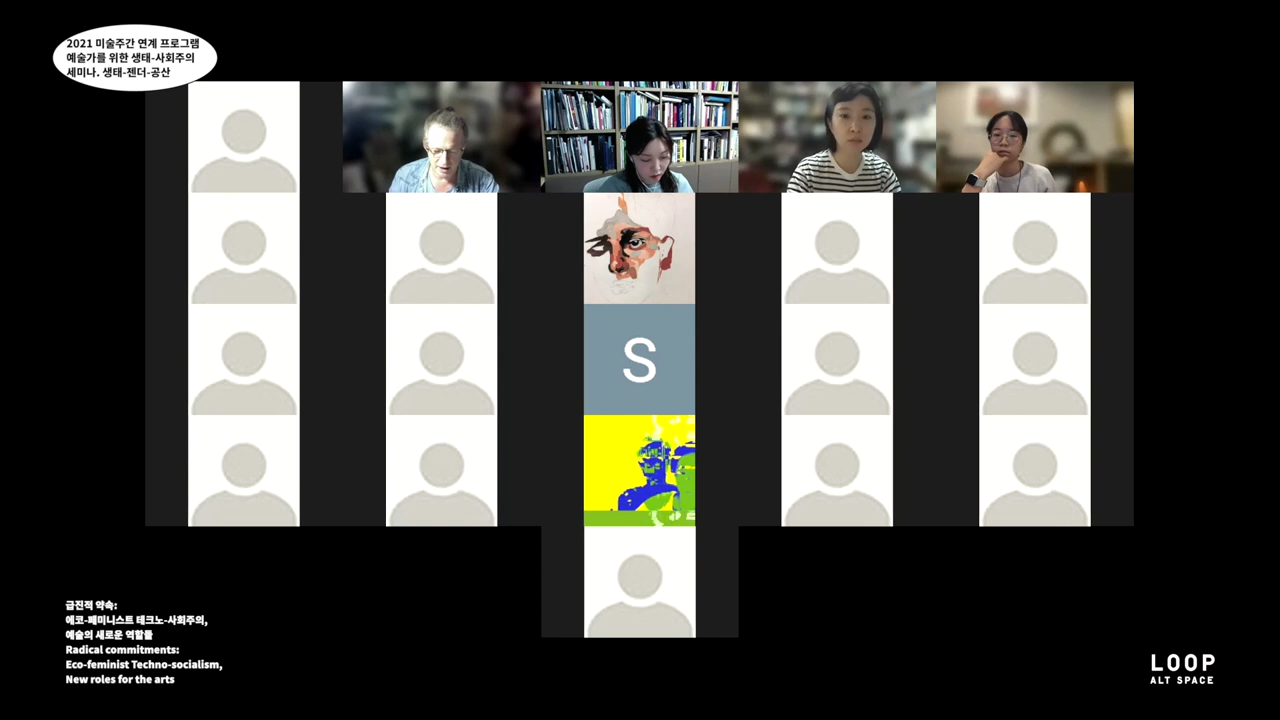 2021 미술주간 연계 프로그램
예술가를 위한 생태-사회주의
세미나. 생태-젠더-공산
S
급진적 약속:
에코-페미니스트 테크노-사회주의,
예술의 새로운 역할들
Radical commitments:
Eco-feminist Techno-socialism,
New roles for the arts
LOOP
ALT SPACE